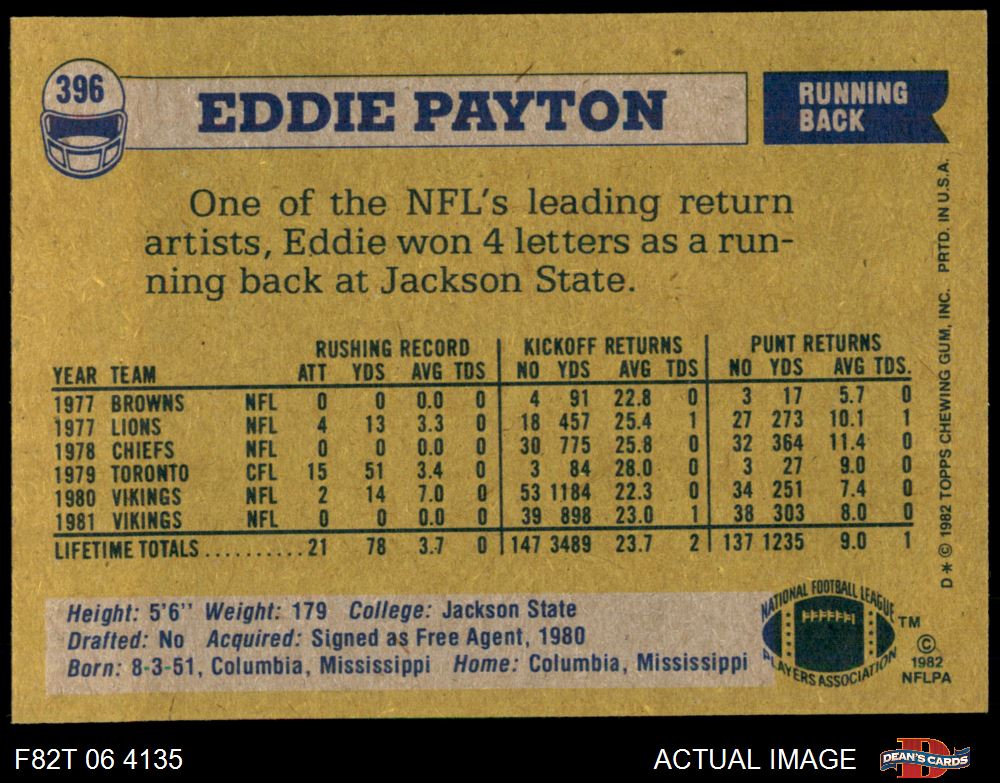 396
EDDIE PAYTON
RUNNING
BACK
One of the NFL's leading return
artists, Eddie won 4 letters as a run-
ning back at Jackson State.
RUSHING RECORD KICKOFF RETURNS PUNT RETURNS
YEAR TEAM ATT YDS AVG TDS NO YDS AVG TDS NO YDS AVG TDS.
1977 BROWNS NFL 0 0 0.0 0 4 91 22.8 0 3 17 5.7 0
1977 LIONS NFL 4 13 3.3 0 18 457 25.4 1 27 273 10.1 1
1978 CHIEFS NFL 0 0 0.0 0 30 775 25.8 0 32 364 11.4 0
1979 TORONTO CFL 15 51 3.4 0 3 84 28.0 0 3 27 9.0 0
1980 VIKINGS NFL 2 14 7.0 0 53 1184 22.3 0 34 251 7.4 0
1981 VIKINGS NFL 0 0 0.0 0 39 898 23.0 1 38 303 8.0 0
LIFETIME TOTALS.......... 21 78 3.7 0 147 3489 23.7 2 137 1235 9.0 1
Height: 5'6" Weight: 179 College: Jackson State
Drafted: No Acquired: Signed as Free Agent, 1980
Born: 8-3-51, Columbia, Mississippi Home: Columbia, Mississippi
NATIONAL FOOTBALL LEAGUE
PLAYERS ASSOCIATION
TM
©
1982
NFLPA
D * © 1982 TOPPS CHEWING GUM, INC. PRTD. IN U.S.A.
F82T 06 4135
ACTUAL IMAGE
DEAN'S CARDS